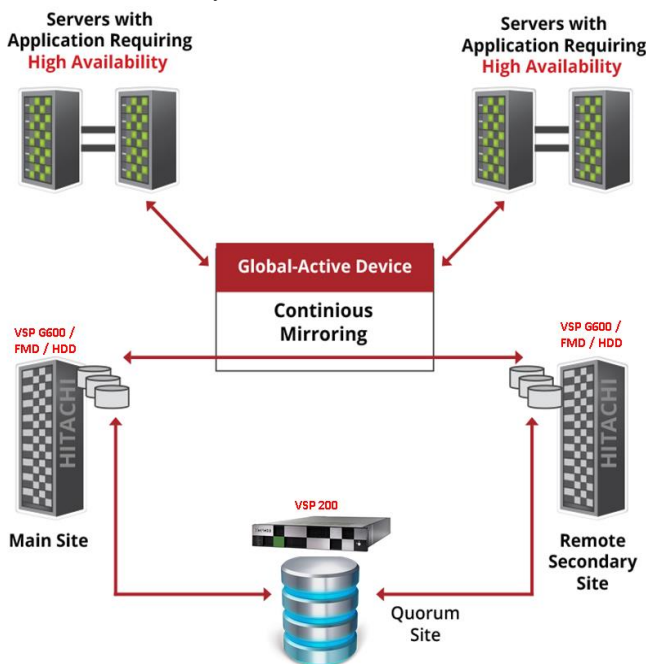 Servers with
Application Requiring
High Availability
Servers with
Application Requiring
High Availability
Global-Active Device
Continious
Mirroring
VSP G600 /
FMD / HDD
VSP G600 /
FMD / HDD
HITACHI
HITACHI
VSP 200
Main Site
Remote
Secondary
Site
Quorum
Site